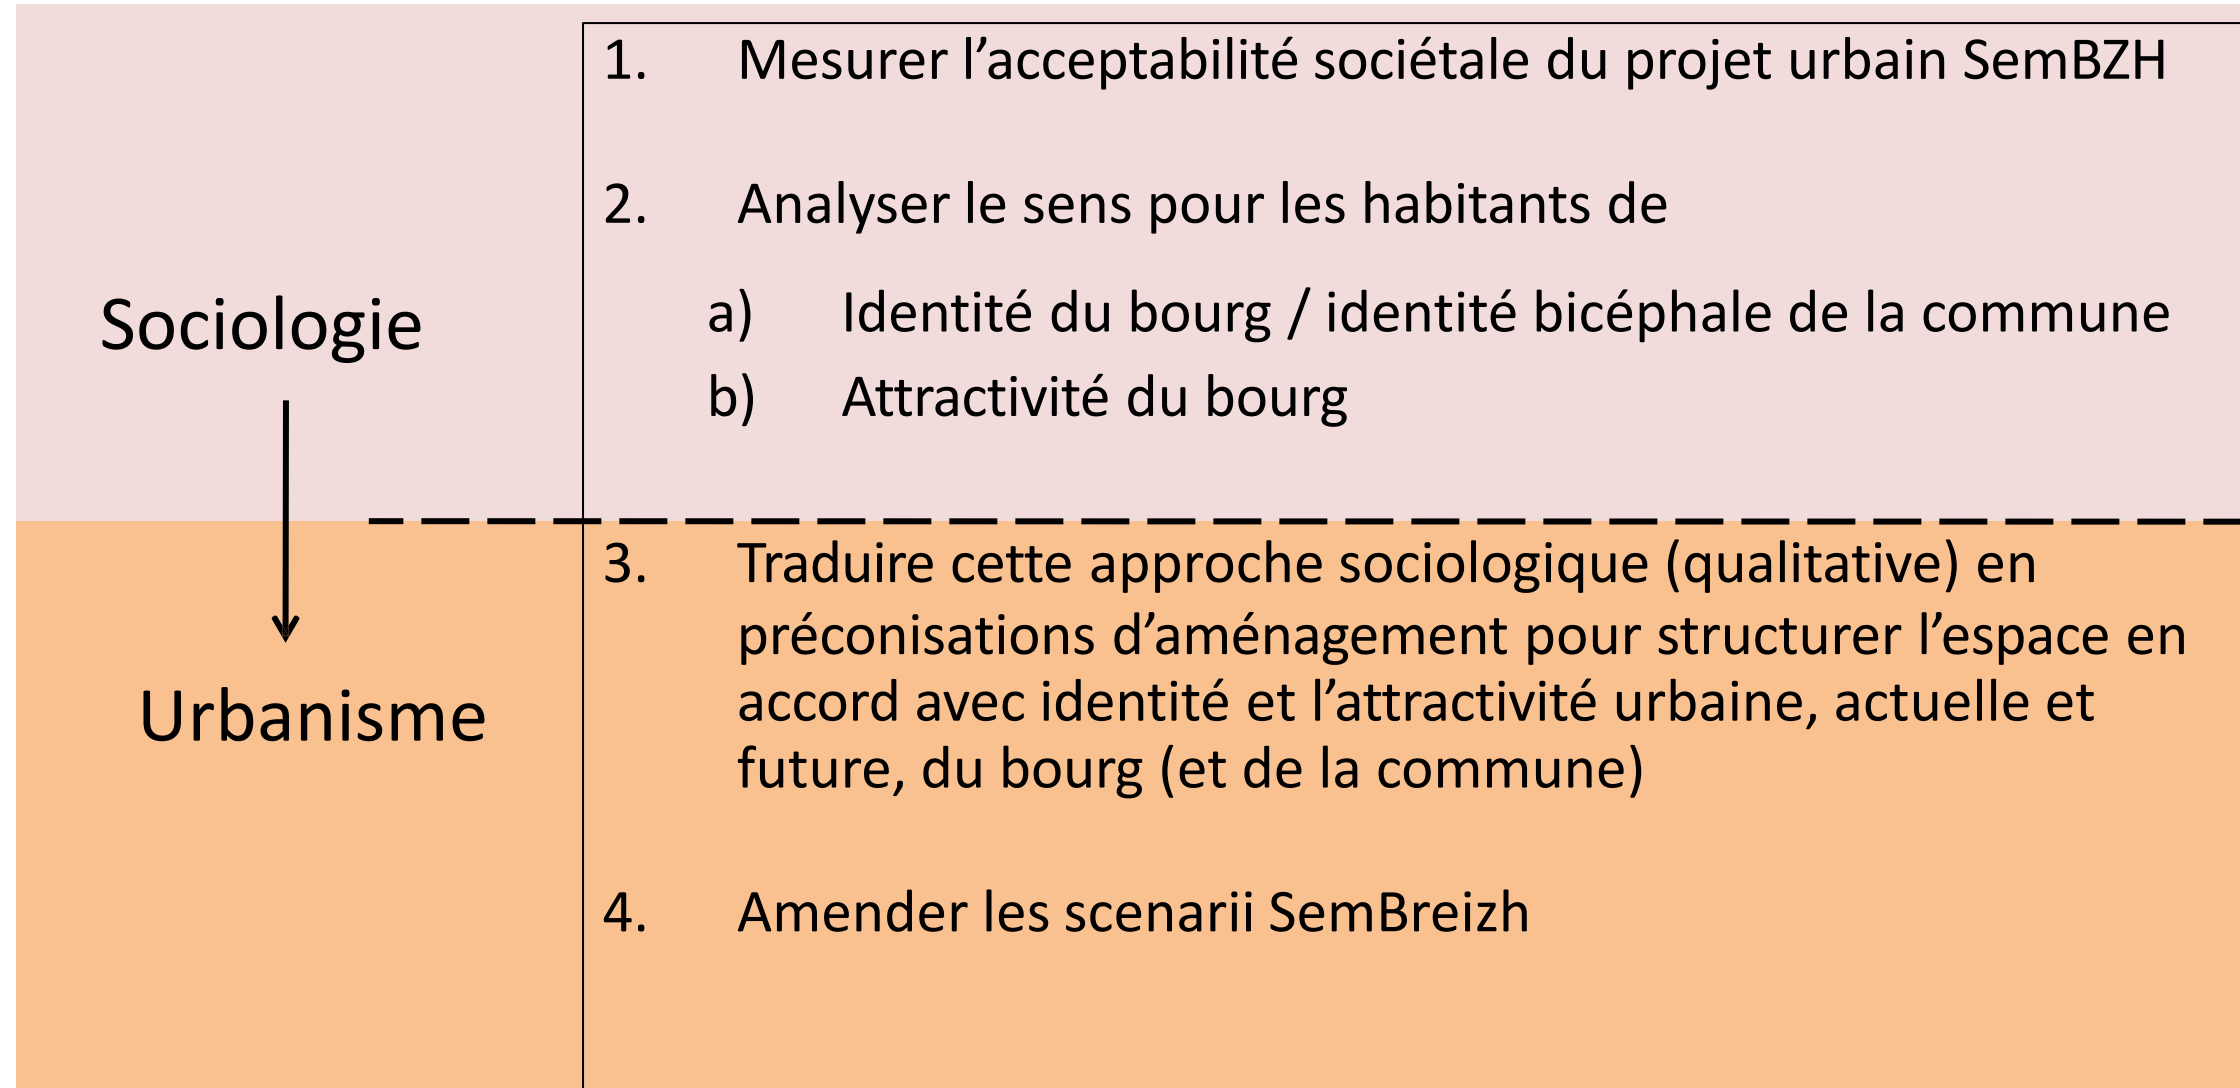 1. Mesurer l’acceptabilité sociétale du projet urbain SemBZH
2. Analyser le sens pour les habitants de
a) Identité du bourg / identité bicéphale de la commune
b) Attractivité du bourg
Sociologie
3. Traduire cette approche sociologique (qualitative) en
préconisations d’aménagement pour structurer l’espace en
accord avec identité et l’attractivité urbaine, actuelle et
future, du bourg (et de la commune)
4. Amender les scenarii SemBreizh
Urbanisme